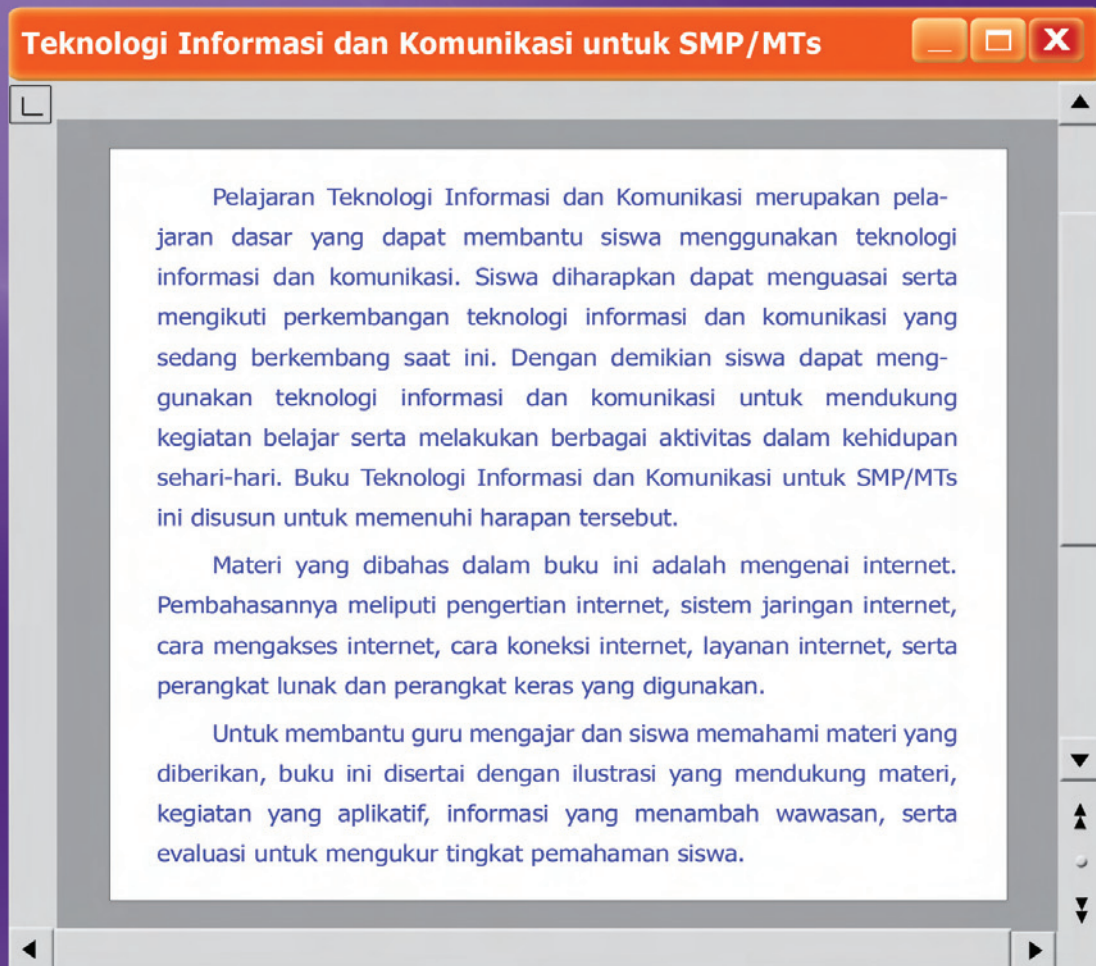 Teknologi Informasi dan Komunikasi untuk SMP/MTs
Pelajaran Teknologi Informasi dan Komunikasi merupakan pela-
jaran dasar yang dapat membantu siswa menggunakan teknologi
informasi dan komunikasi. Siswa diharapkan dapat menguasai serta
mengikuti perkembangan teknologi informasi dan komunikasi yang
sedang berkembang saat ini. Dengan demikian siswa dapat meng-
gunakan teknologi informasi dan komunikasi untuk mendukung
kegiatan belajar serta melakukan berbagai aktivitas dalam kehidupan
sehari-hari. Buku Teknologi Informasi dan Komunikasi untuk SMP/MTs
ini disusun untuk memenuhi harapan tersebut.
Materi yang dibahas dalam buku ini adalah mengenai internet.
Pembahasannya meliputi pengertian internet, sistem jaringan internet,
cara mengakses internet, cara koneksi internet, layanan internet, serta
perangkat lunak dan perangkat keras yang digunakan.
Untuk membantu guru mengajar dan siswa memahami materi yang
diberikan, buku ini disertai dengan ilustrasi yang mendukung materi,
kegiatan yang aplikatif, informasi yang menambah wawasan, serta
evaluasi untuk mengukur tingkat pemahaman siswa.